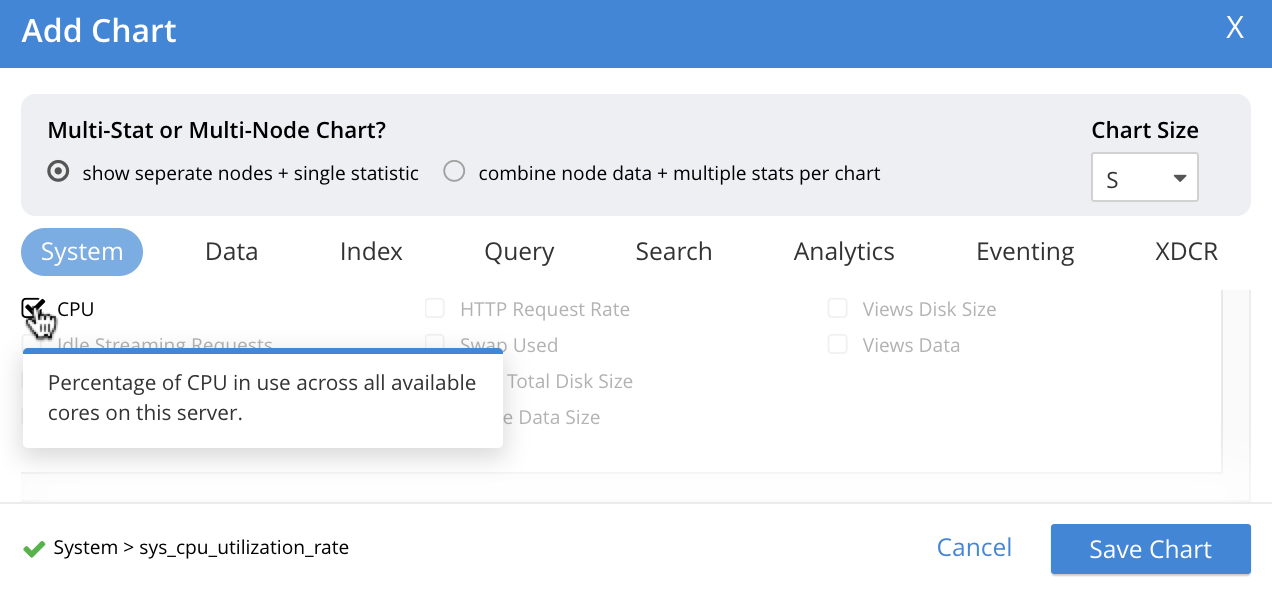 Add Chart X
Multi-Stat or Multi-Node Chart? Chart Size
show seperate nodes + single statistic combine node data + multiple stats per chart S
System Data Index Query Search Analytics Eventing XDCR
CPU HTTP Request Rate Views Disk Size
Idle Streaming Requests Swap Used Views Data
Percentage of CPU in use across all available
cores on this server.
Total Disk Size
Data Size
System > sys_cpu_utilization_rate Cancel Save Chart